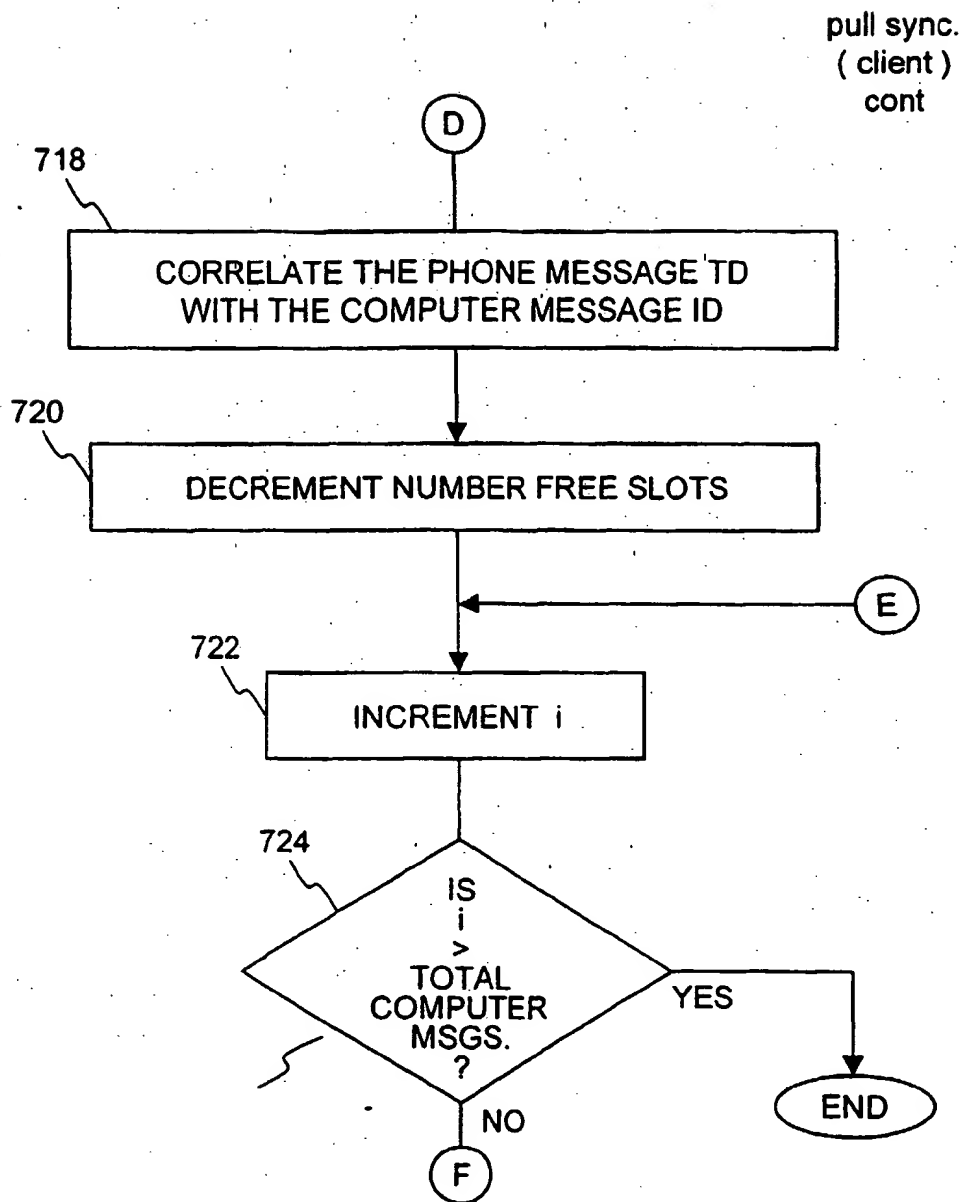 pull sync.
( client )
cont
D
718
CORRELATE THE PHONE MESSAGE TD
WITH THE COMPUTER MESSAGE ID
720
DECREMENT NUMBER FREE SLOTS
E
722
INCREMENT i
724
IS
i
>
TOTAL
COMPUTER
MSGS.
?
YES
NO
END
F